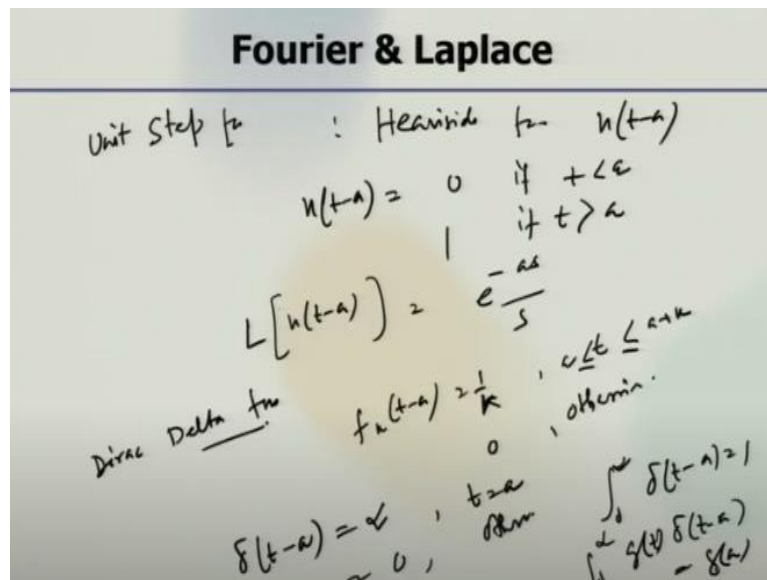 Fourier & Laplace
Unit Step fn : Heaviside fn u(t-a)
u(t-a) = 0 if t<a
1 if t>a
L[u(t-a)] = e^-as / s
Dirac Delta fn f_k(t-a) = 1/k , a≤t≤a+k
0 , otherwise.
δ(t-a) = ∝ , t=a ∫_0^∝ δ(t-a)=1
= 0, ∫_0^∝ g(t) δ(t-a)
= g(a)